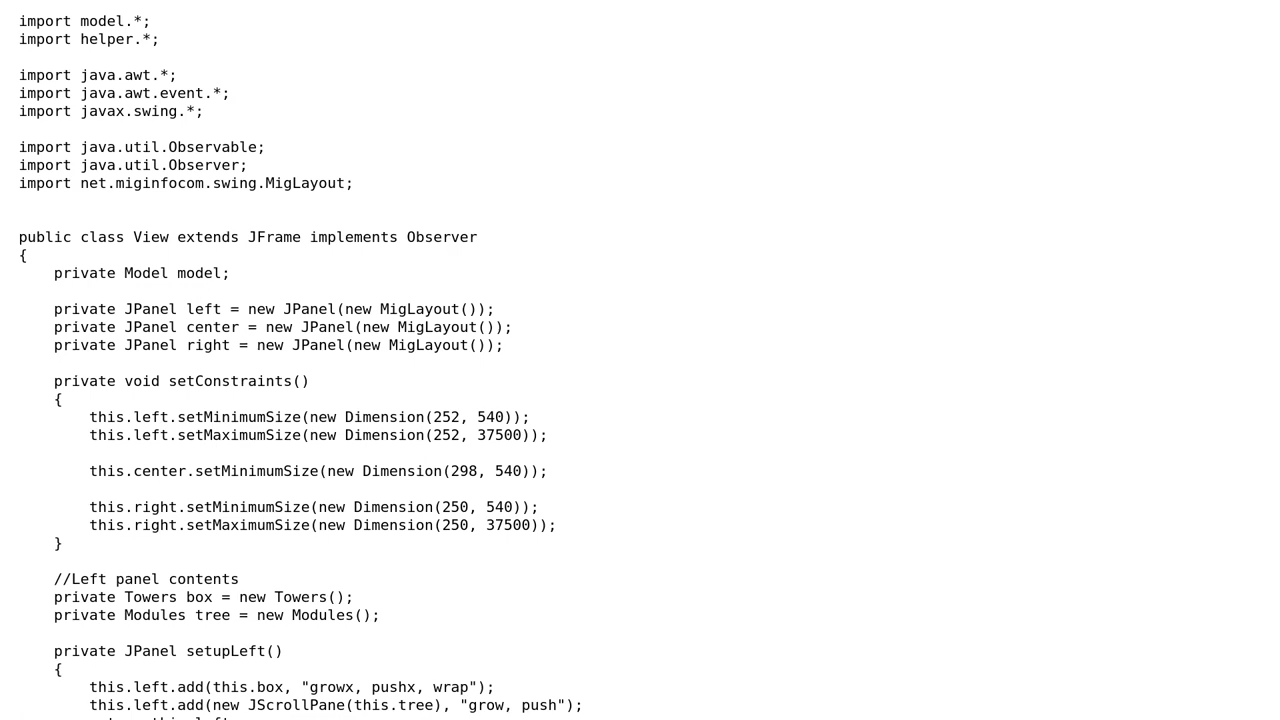 import model.*;
import helper.*;
import java.awt.*;
import java.awt.event.*;
import javax.swing.*;
import java.util.Observable;
import java.util.Observer;
import net.miginfocom.swing.MigLayout;
public class View extends JFrame implements Observer
{
    private Model model;
    private JPanel left = new JPanel(new MigLayout());
    private JPanel center = new JPanel(new MigLayout());
    private JPanel right = new JPanel(new MigLayout());
    private void setConstraints()
    {
        this.left.setMinimumSize(new Dimension(252, 540));
        this.left.setMaximumSize(new Dimension(252, 37500));
        this.center.setMinimumSize(new Dimension(298, 540));
        this.right.setMinimumSize(new Dimension(250, 540));
        this.right.setMaximumSize(new Dimension(250, 37500));
    }
    //Left panel contents
    private Towers box = new Towers();
    private Modules tree = new Modules();
    private JPanel setupLeft()
    {
        this.left.add(this.box, "growx, pushx, wrap");
        this.left.add(new JScrollPane(this.tree), "grow, push");